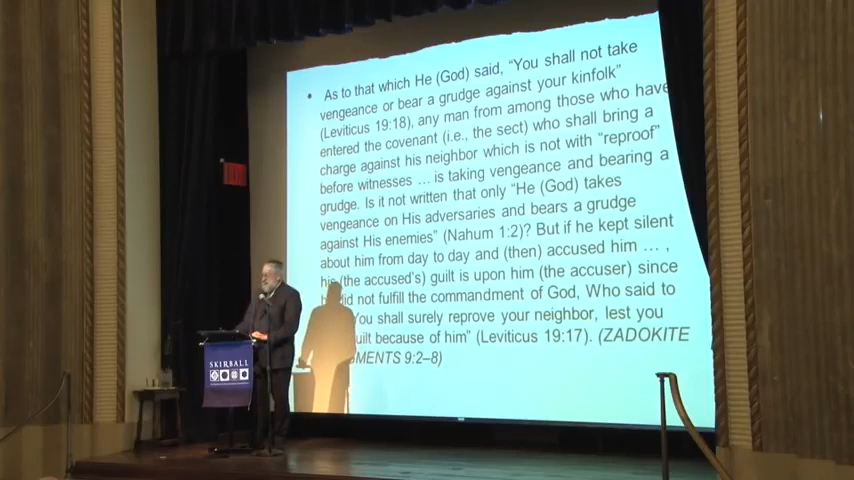 • As to that which He (God) said, “You shall not take
vengeance or bear a grudge against your kinfolk”
(Leviticus 19:18), any man from among those who have
entered the covenant (i.e., the sect) who shall bring a
charge against his neighbor which is not with “reproof”
before witnesses … is taking vengeance and bearing a
grudge. Is it not written that only “He (God) takes
vengeance on His adversaries and bears a grudge
against His enemies” (Nahum 1:2)? But if he kept silent
about him from day to day and (then) accused him … ,
his (the accused’s) guilt is upon him (the accuser) since
did not fulfill the commandment of God, Who said to
You shall surely reprove your neighbor, lest you
because of him” (Leviticus 19:17). (ZADOKITE
9:2–8)
SKIRBALL